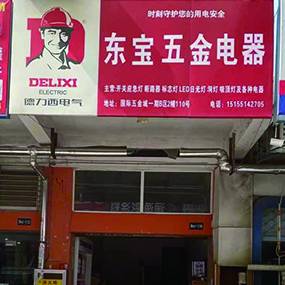 时刻守护您的用电安全
东宝五金电器
DELIXI
ELECTRIC
德力西电气
主营:开关应急灯 断路器 标志灯 LED日光灯 筒灯 吸顶灯及各种电器
地址: 国际五金城一期B区2幢110号
电话: 15155142705